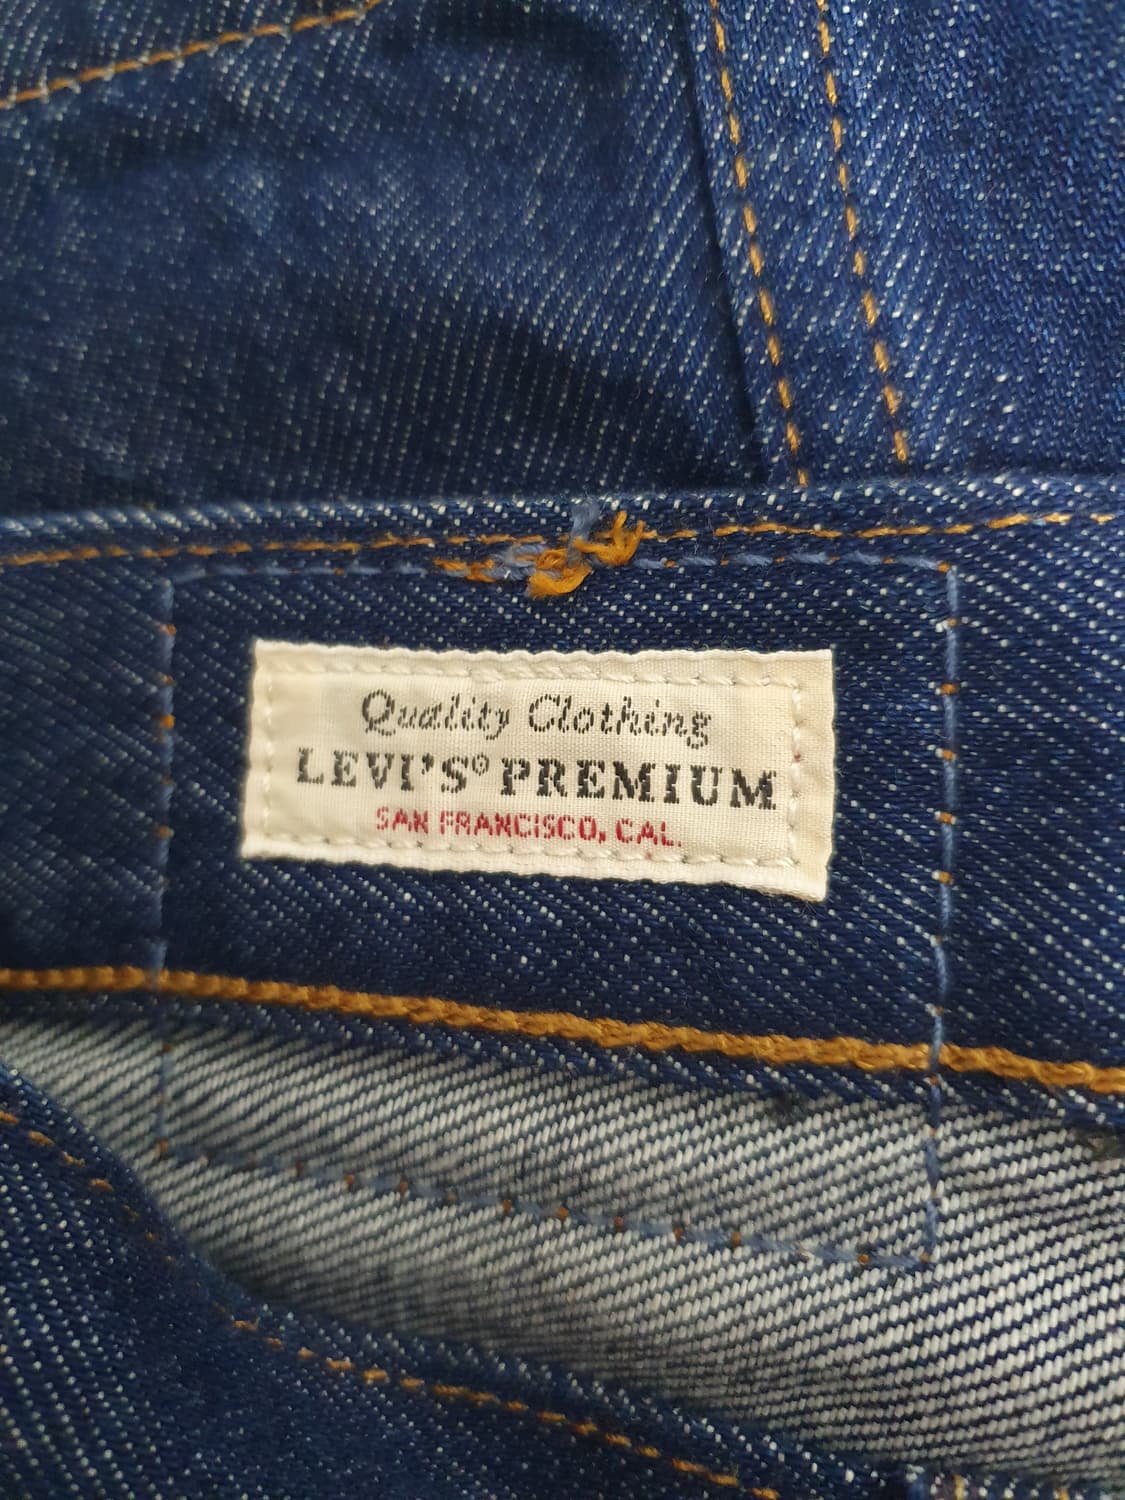 Quality Clothing
LEVI'S® PREMIUM
SAN FRANCISCO, CAL.